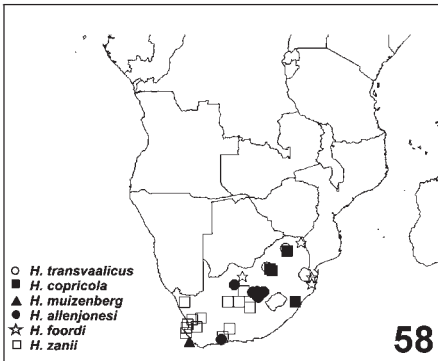 H. transvaalicus
H. copricola
H. muizenberg
H. allenjonesi
H. foordi
H. zanii
58